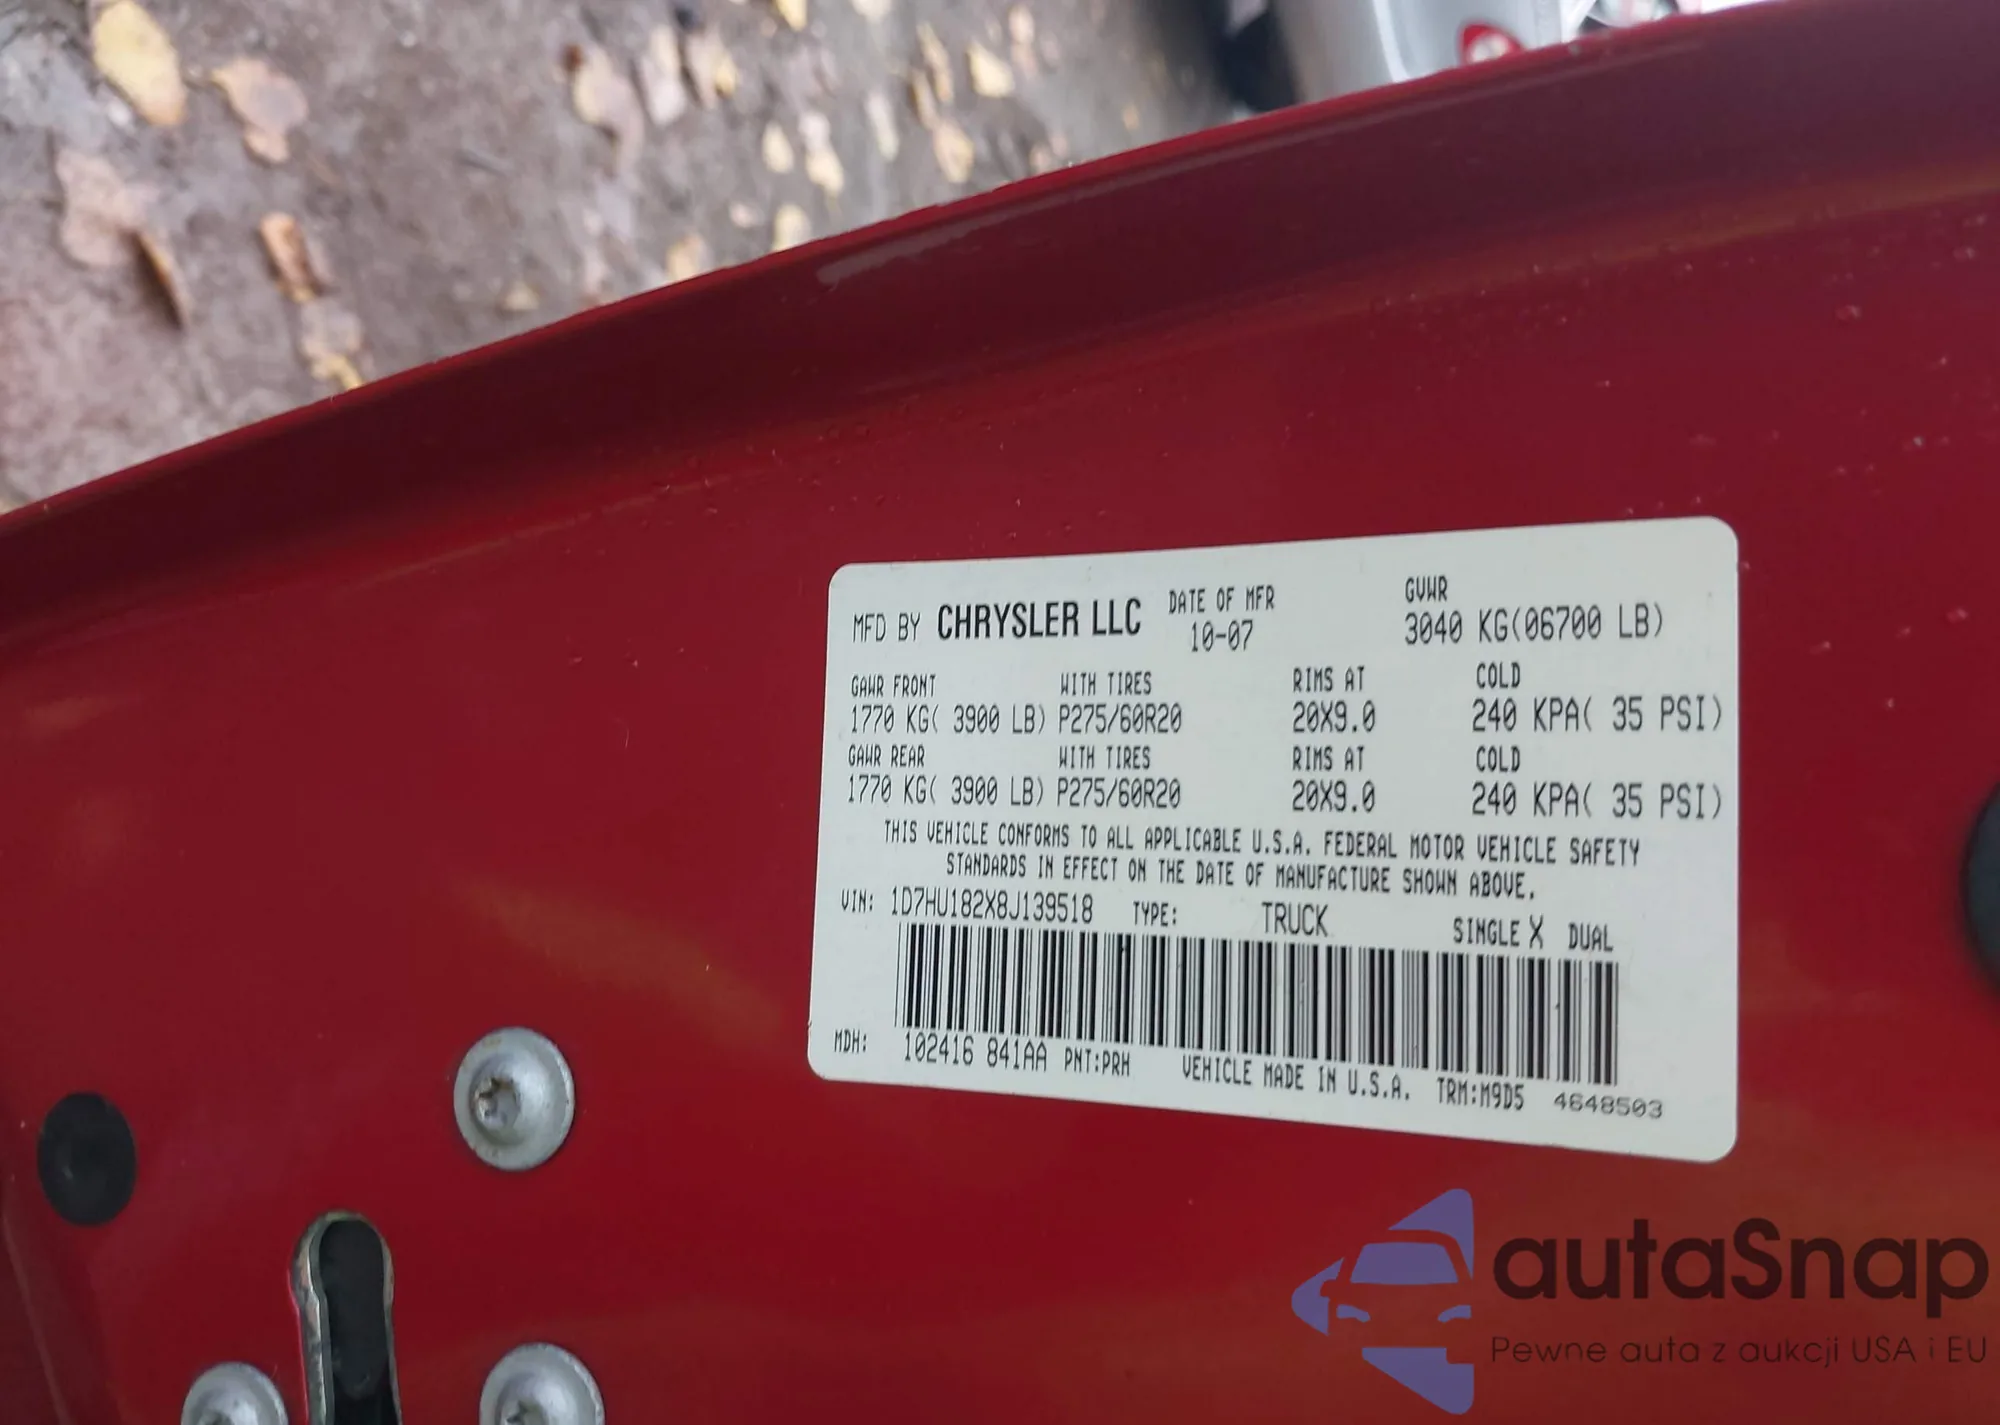 MFD BY CHRYSLER LLC DATE OF MFR GVWR
10-07 3040 KG(06700 LB)
GAWR FRONT WITH TIRES RIMS AT COLD
1770 KG( 3900 LB) P275/60R20 20X9.0 240 KPA( 35 PSI)
GAWR REAR WITH TIRES RIMS AT COLD
1770 KG( 3900 LB) P275/60R20 20X9.0 240 KPA( 35 PSI)
THIS VEHICLE CONFORMS TO ALL APPLICABLE U.S.A. FEDERAL MOTOR VEHICLE SAFETY
STANDARDS IN EFFECT ON THE DATE OF MANUFACTURE SHOWN ABOVE.
VIN: 1D7HU182X8J139518 TYPE: TRUCK SINGLE X DUAL
MDH: 102416 841AA PNT:PRH VEHICLE MADE IN U.S.A. TRM:M9D5 4648503
autaSnap
Pewne auta z aukcji USA i EU